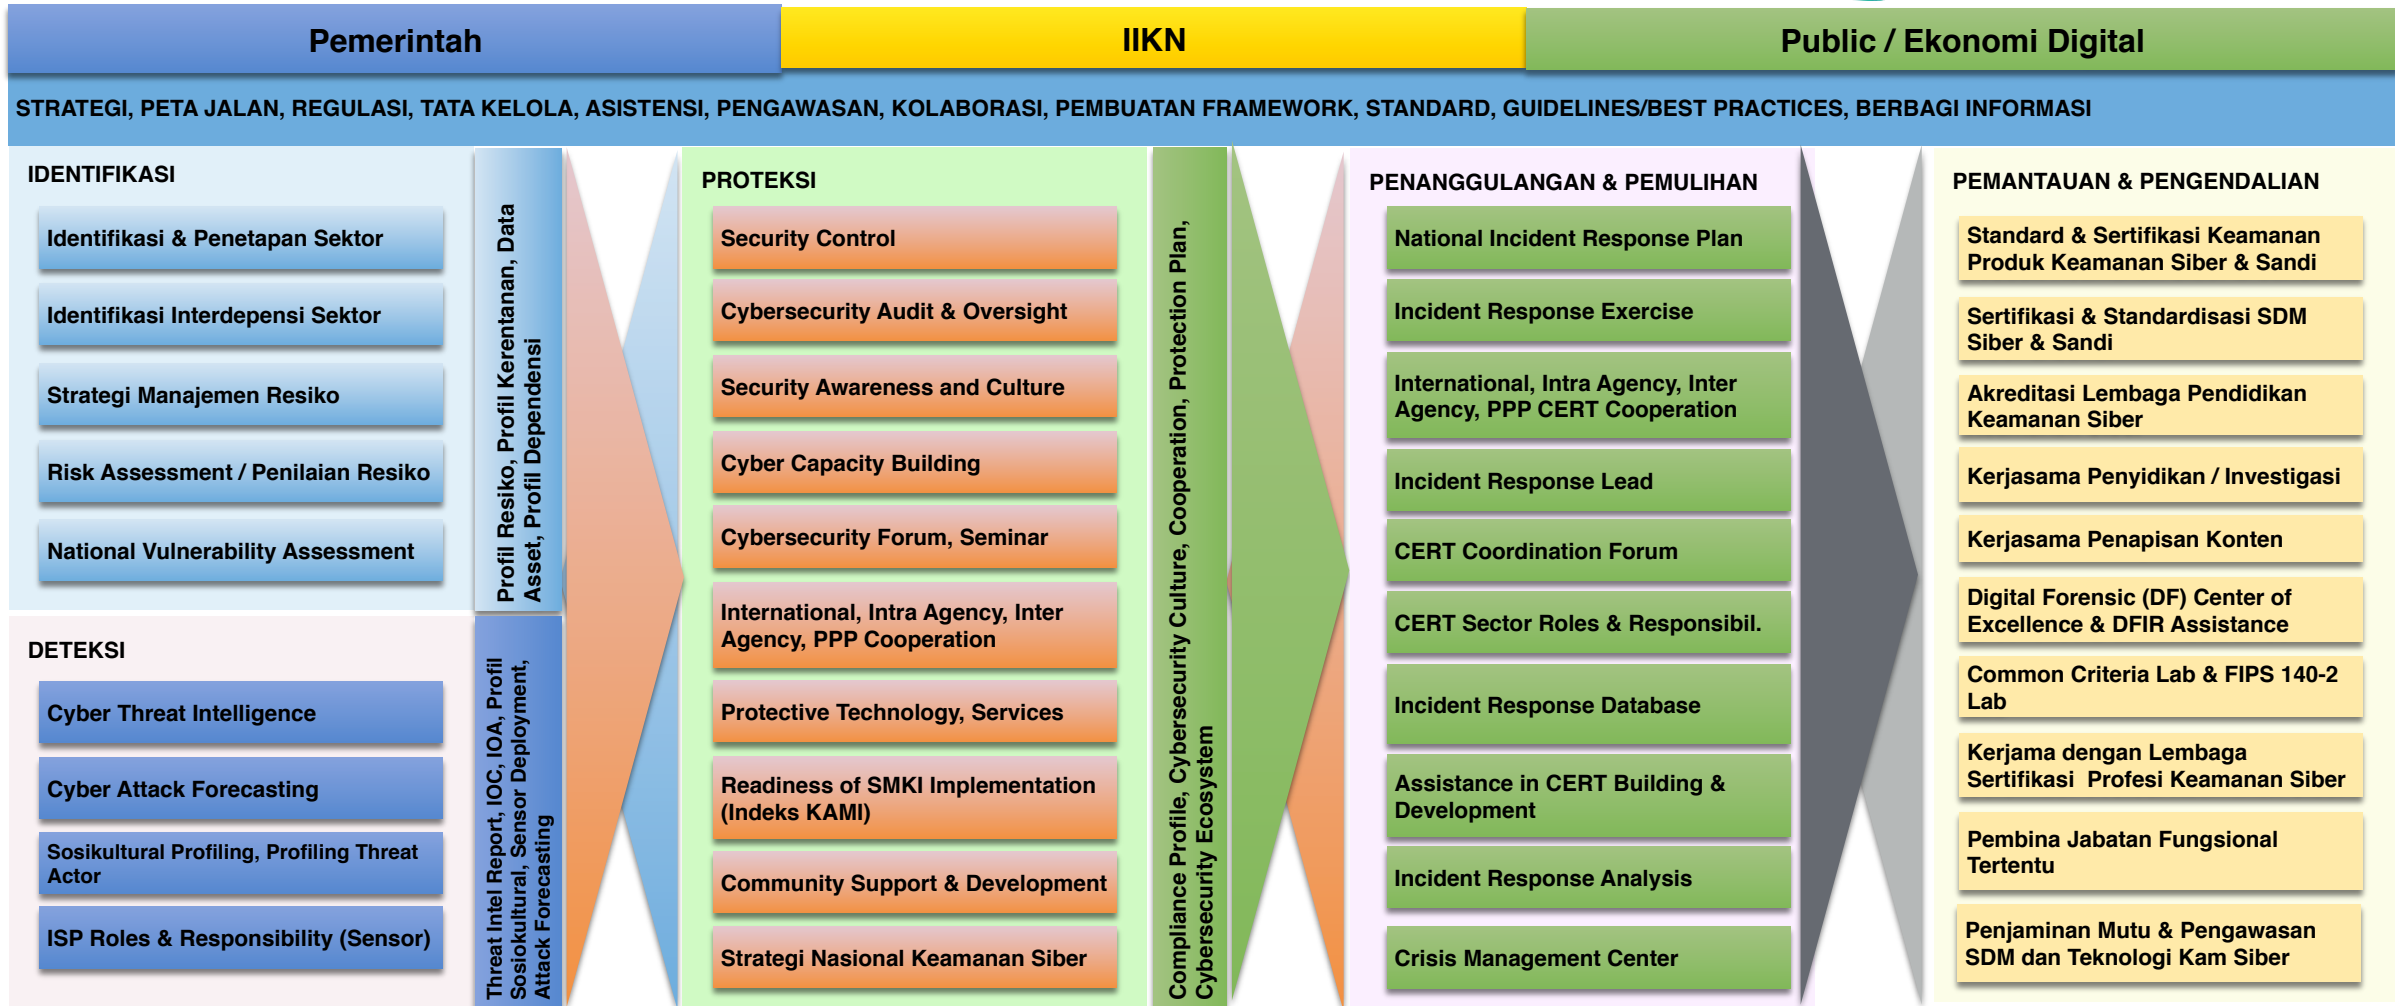 Pemerintah
IIKN
Public / Ekonomi Digital
STRATEGI, PETA JALAN, REGULASI, TATA KELOLA, ASISTENSI, PENGAWASAN, KOLABORASI, PEMBUATAN FRAMEWORK, STANDARD, GUIDELINES/BEST PRACTICES, BERBAGI INFORMASI
IDENTIFIKASI
Identifikasi & Penetapan Sektor
Identifikasi Interdepensi Sektor
Strategi Manajemen Resiko
Risk Assessment / Penilaian Resiko
National Vulnerability Assessment
Profil Resiko, Profil Kerentanan, Data
Asset, Profil Dependensi
DETEKSI
Cyber Threat Intelligence
Cyber Attack Forecasting
Sosikultural Profiling, Profiling Threat
Actor
ISP Roles & Responsibility (Sensor)
Threat Intel Report, IOC, IOA, Profil
Sosiokultural, Sensor Deployment,
Attack Forecasting
PROTEKSI
Security Control
Cybersecurity Audit & Oversight
Security Awareness and Culture
Cyber Capacity Building
Cybersecurity Forum, Seminar
International, Intra Agency, Inter
Agency, PPP Cooperation
Protective Technology, Services
Readiness of SMKI Implementation
(Indeks KAMI)
Community Support & Development
Strategi Nasional Keamanan Siber
Compliance Profile, Cybersecurity Culture, Cooperation, Protection Plan,
Cybersecurity Ecosystem
PENANGGULANGAN & PEMULIHAN
National Incident Response Plan
Incident Response Exercise
International, Intra Agency, Inter
Agency, PPP CERT Cooperation
Incident Response Lead
CERT Coordination Forum
CERT Sector Roles & Responsibil.
Incident Response Database
Assistance in CERT Building &
Development
Incident Response Analysis
Crisis Management Center
PEMANTAUAN & PENGENDALIAN
Standard & Sertifikasi Keamanan
Produk Keamanan Siber & Sandi
Sertifikasi & Standardisasi SDM
Siber & Sandi
Akreditasi Lembaga Pendidikan
Keamanan Siber
Kerjasama Penyidikan / Investigasi
Kerjasama Penapisan Konten
Digital Forensic (DF) Center of
Excellence & DFIR Assistance
Common Criteria Lab & FIPS 140-2
Lab
Kerjama dengan Lembaga
Sertifikasi  Profesi Keamanan Siber
Pembina Jabatan Fungsional
Tertentu
Penjaminan Mutu & Pengawasan
SDM dan Teknologi Kam Siber